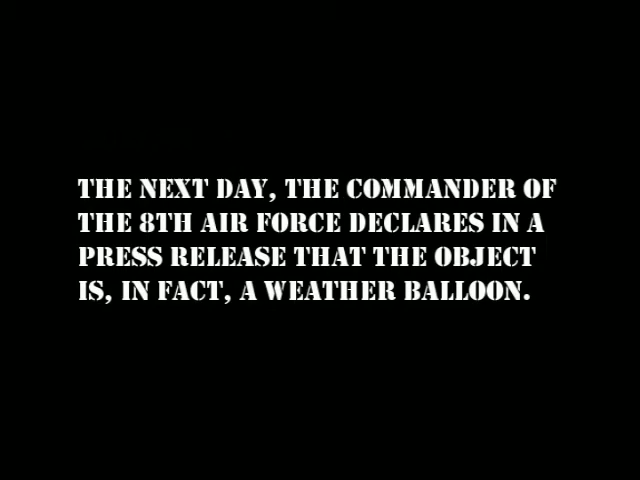 THE NEXT DAY, THE COMMANDER OF
THE 8TH AIR FORCE DECLARES IN A
PRESS RELEASE THAT THE OBJECT
IS, IN FACT, A WEATHER BALLOON.